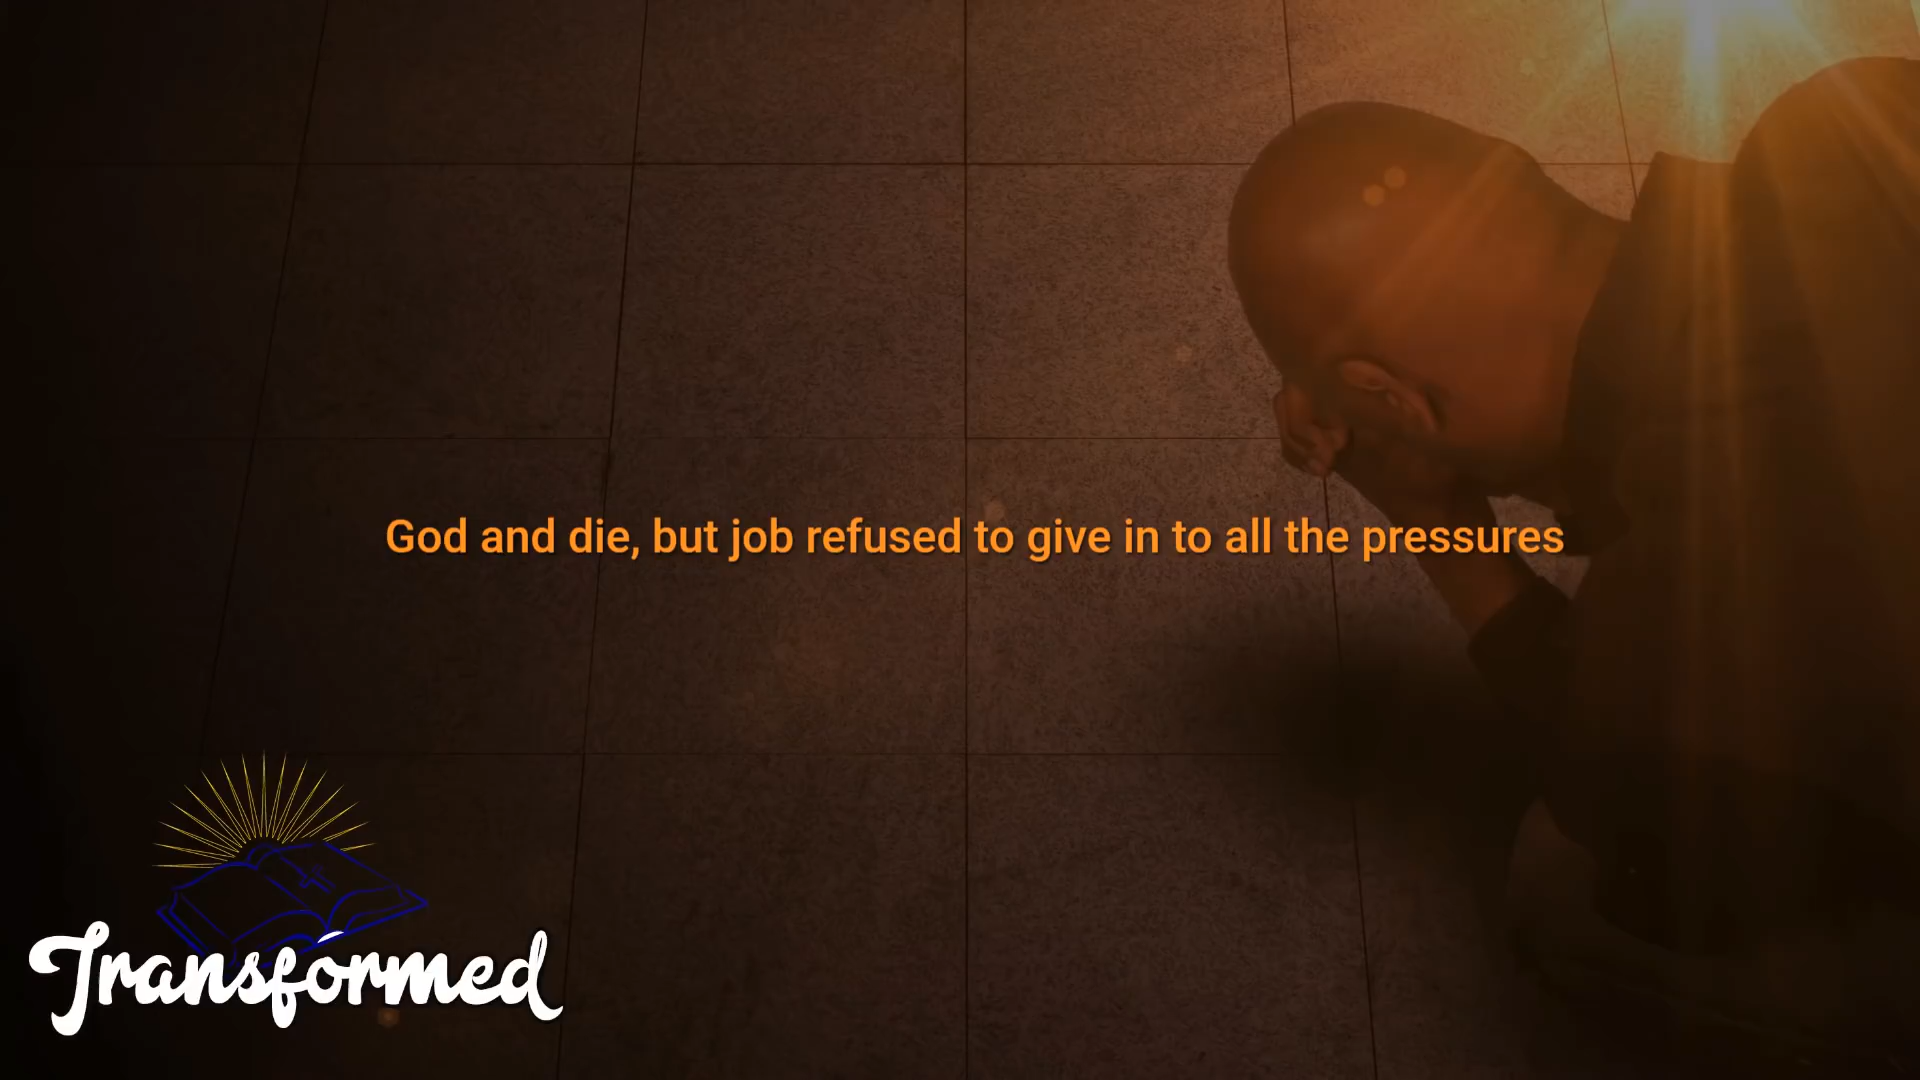 God and die, but job refused to give in to all the pressures
Transformed